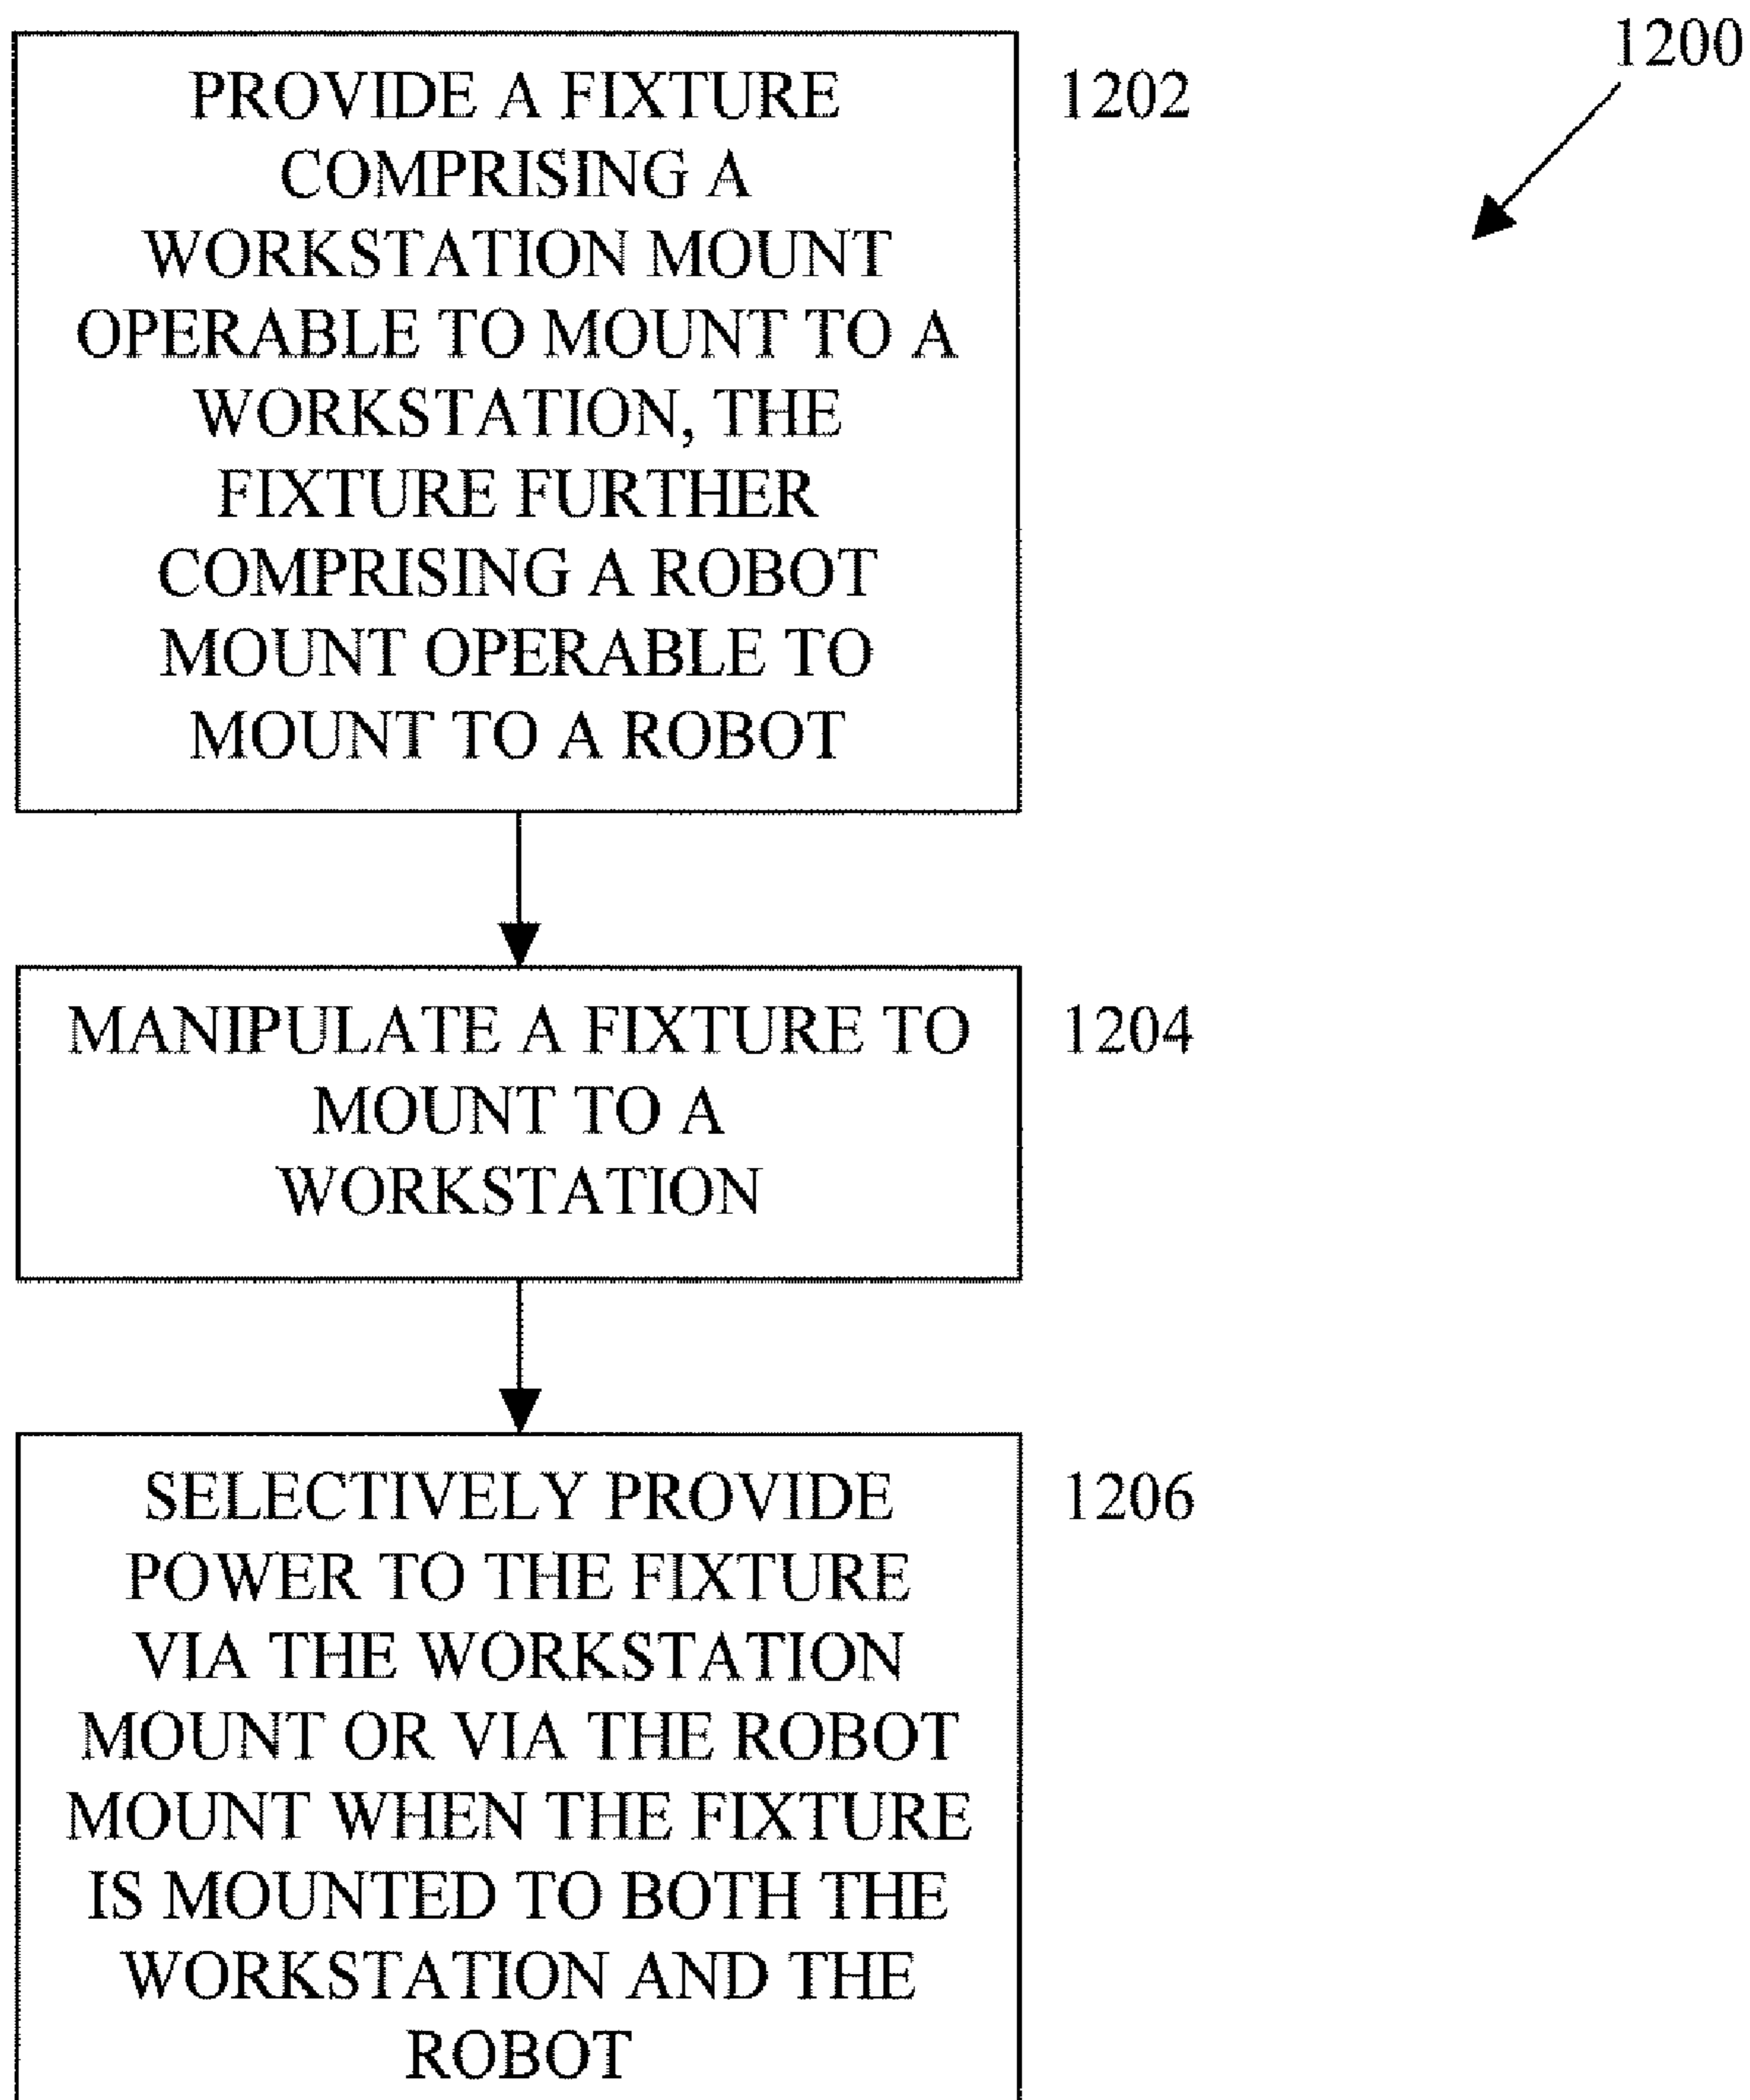 1200
PROVIDE A FIXTURE
COMPRISING A
WORKSTATION MOUNT
OPERABLE TO MOUNT TO A
WORKSTATION, THE
FIXTURE FURTHER
COMPRISING A ROBOT
MOUNT OPERABLE TO
MOUNT TO A ROBOT
1202
MANIPULATE A FIXTURE TO
MOUNT TO A
WORKSTATION
1204
SELECTIVELY PROVIDE
POWER TO THE FIXTURE
VIA THE WORKSTATION
MOUNT OR VIA THE ROBOT
MOUNT WHEN THE FIXTURE
IS MOUNTED TO BOTH THE
WORKSTATION AND THE
ROBOT
1206